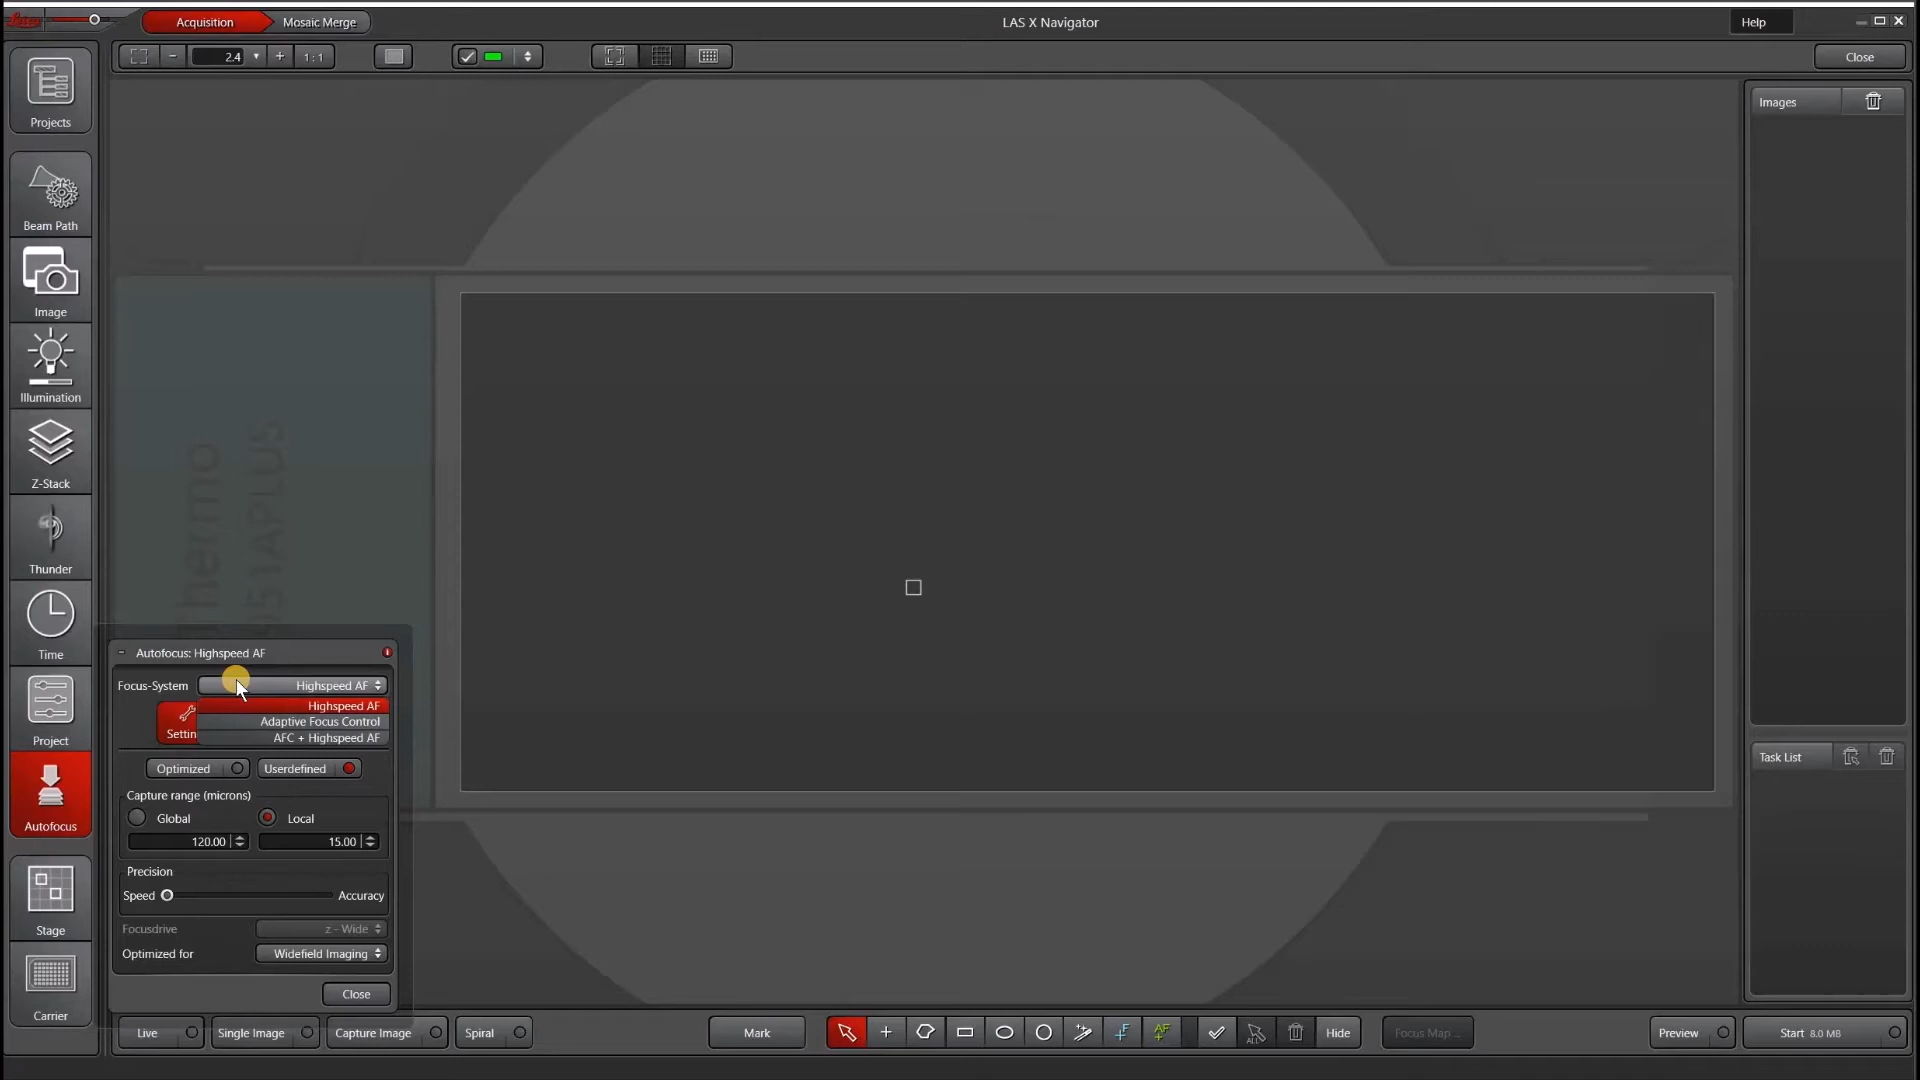 Leica
Acquisition
Mosaic Merge
LAS X Navigator
Help
2.4
1:1
Close
Projects
Beam Path
Image
Illumination
Z-Stack
Thunder
Time
Project
Autofocus
Stage
Carrier
Images
Thermo
Autofocus: Highspeed AF
Focus-System
Highspeed AF
Highspeed AF
Adaptive Focus Control
AFC + Highspeed AF
Settin
Optimized
Userdefined
Capture range (microns)
Global
Local
120.00
15.00
Precision
Speed
Accuracy
Focusdrive
z - Wide
Optimized for
Widefield Imaging
Close
Task List
Live
Single Image
Capture Image
Spiral
Mark
F
AF
ALL
Hide
Focus Map ...
Preview
Start 8.0 MB